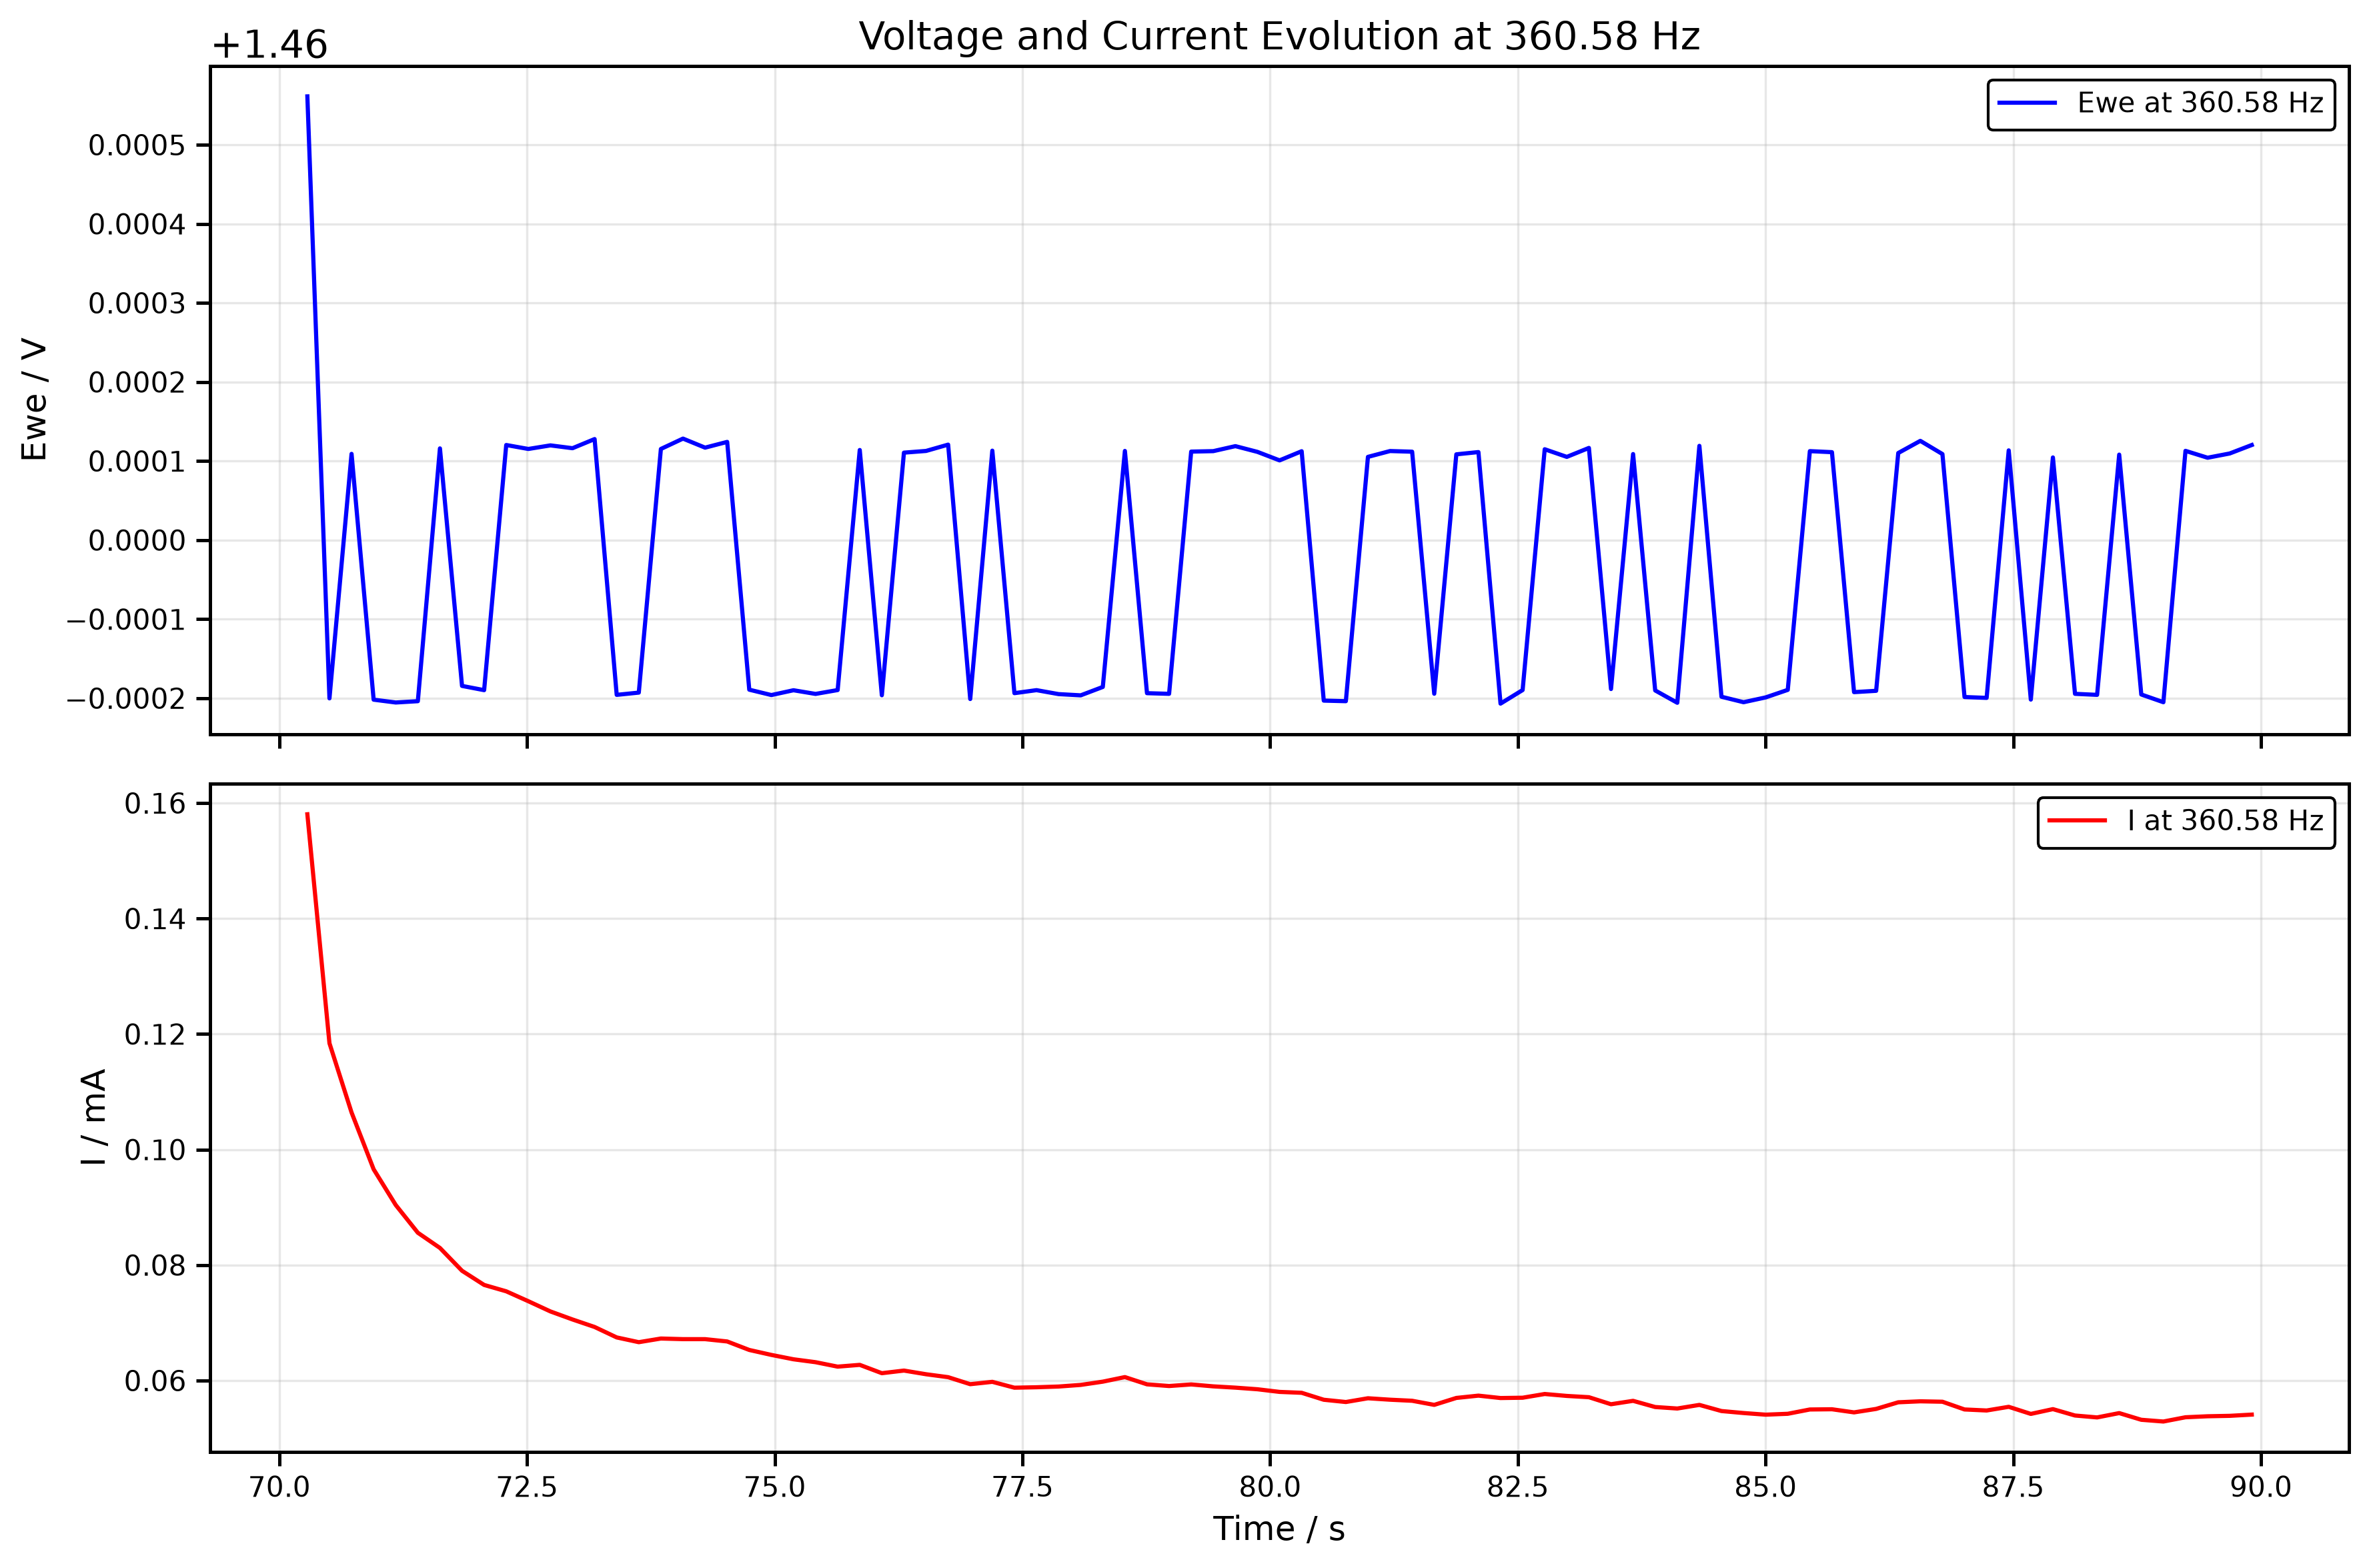 Voltage and Current Evolution at 360.58 Hz
+1.46
Ewe at 360.58 Hz
0.0005
0.0004
0.0003
0.0002
0.0001
0.0000
−0.0001
−0.0002
Ewe / V
I at 360.58 Hz
0.16
0.14
0.12
0.10
0.08
0.06
I / mA
70.0 72.5 75.0 77.5 80.0 82.5 85.0 87.5 90.0
Time / s